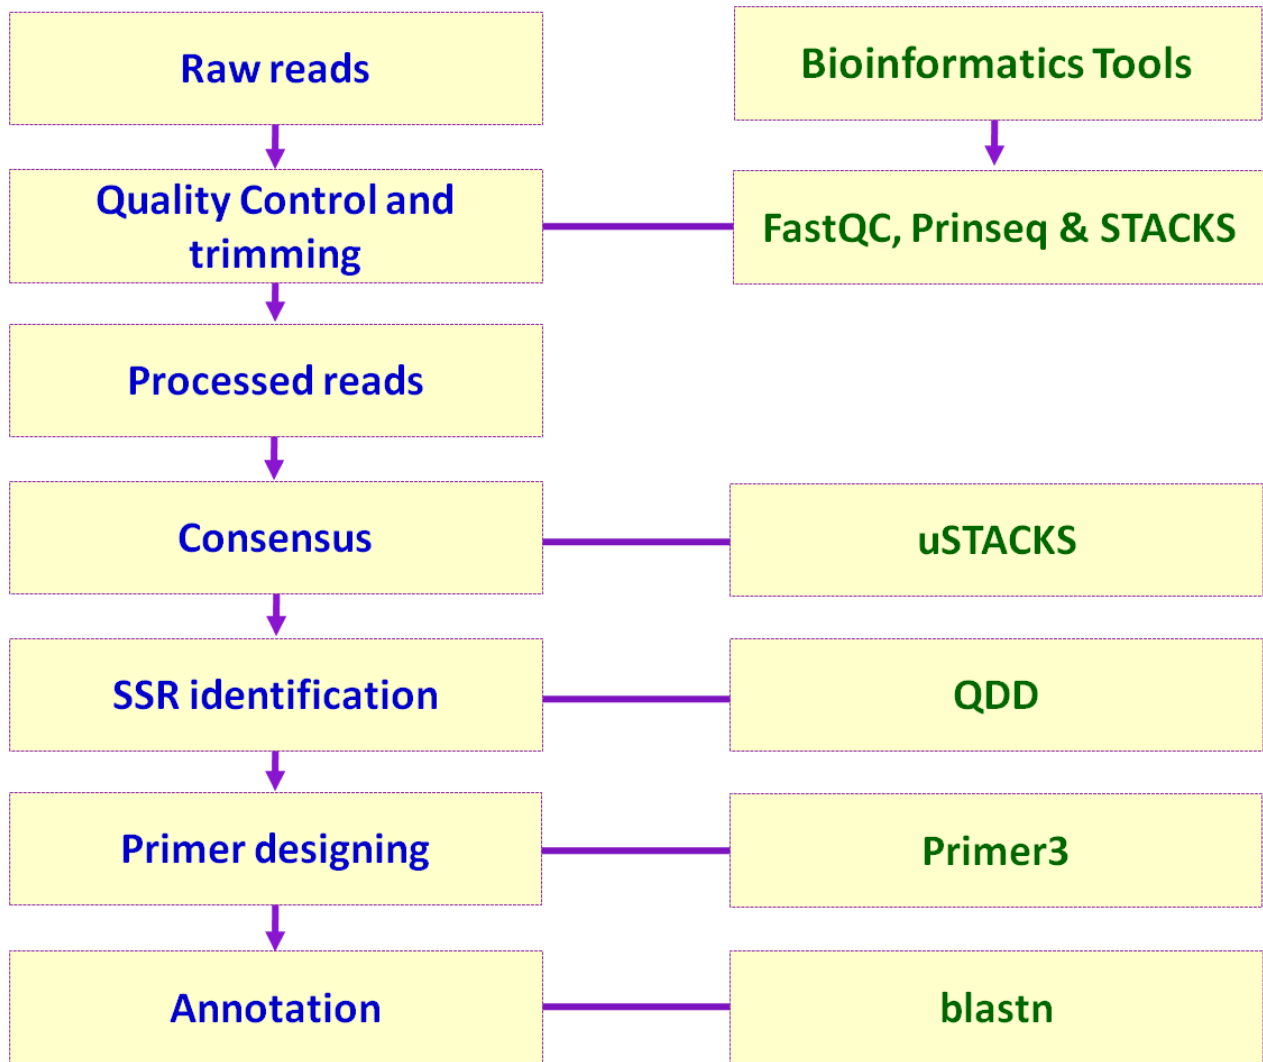 Raw reads
Bioinformatics Tools
Quality Control and
trimming
FastQC, Prinseq & STACKS
Processed reads
Consensus
uSTACKS
SSR identification
QDD
Primer designing
Primer3
Annotation
blastn